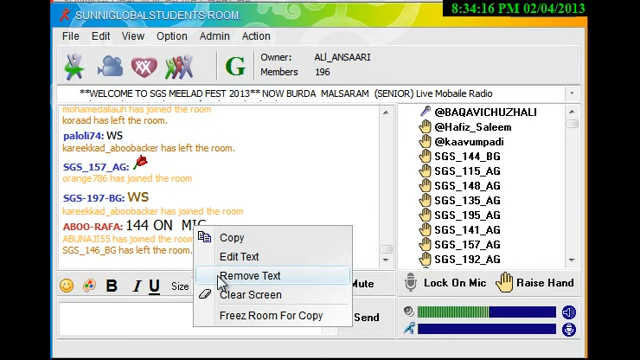 8:34:16 PM 02/04/2013
SUNNIGLOBALSTUDENTS ROOM
File Edit View Option Admin Action
G
Owner: ALI_ANSAARI
Members 196
**WELCOME TO SGS MEELAD FEST 2013** NOW BURDA MALSARAM (SENIOR) Live Mobaile Radio
mohamedaliauh has joined the room
koraad has left the room.
paloli74: WS
kareekkad_aboobacker has left the room.
SGS_157_AG:
orange786 has joined the room
SGS-197-BG: WS
kareekkad_aboobacker has joined the room
ABOO-RAFA: 144 ON MIC
ABUNAJI55 has joined the
SGS_146_BG has left the
@BAQAVICHUZHALI
@Hafiz_Saleem
@kaavumpadi
SGS_144_BG
SGS_115_AG
SGS_148_AG
SGS_135_AG
SGS_195_AG
SGS_141_AG
SGS_157_AG
SGS_192_AG
Copy
Edit Text
Remove Text
Clear Screen
Freez Room For Copy
B I U Size
Mute
Send
Lock On Mic
Raise Hand